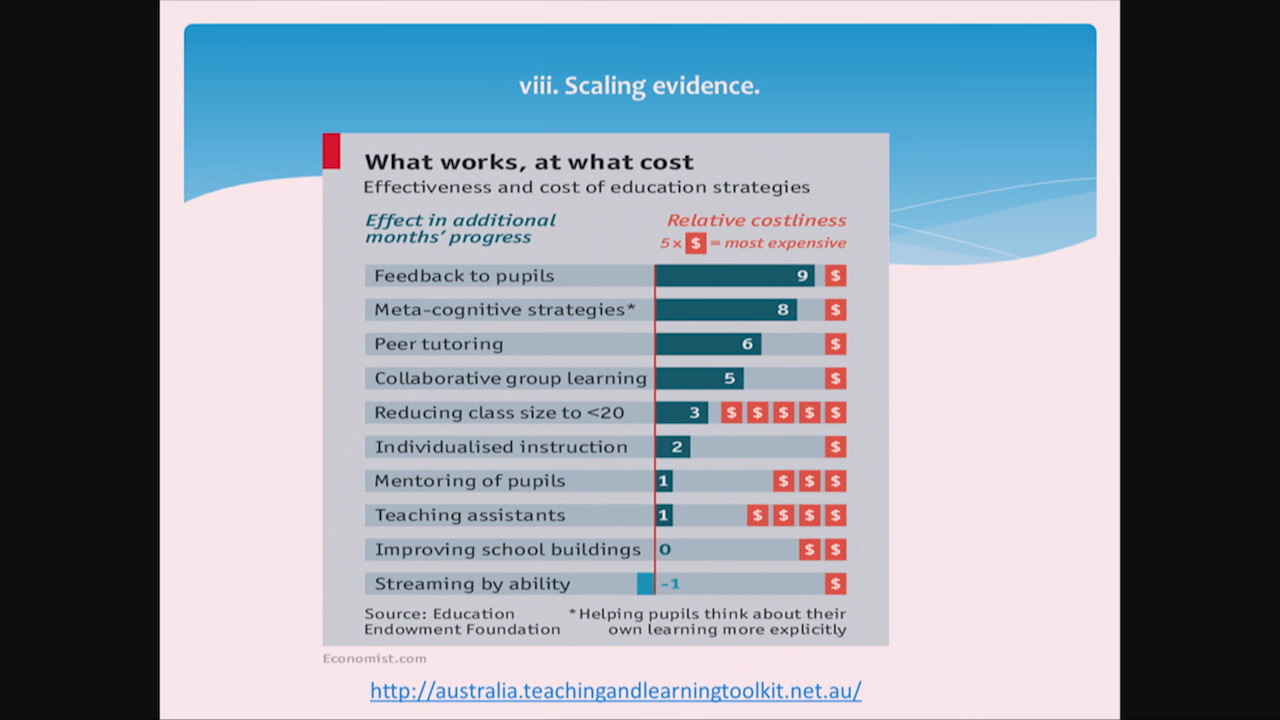 viii. Scaling evidence.
What works, at what cost
Effectiveness and cost of education strategies
Effect in additional
months' progress
Relative costliness
5 x $ = most expensive
Feedback to pupils 9 $
Meta-cognitive strategies* 8 $
Peer tutoring 6 $
Collaborative group learning 5 $
Reducing class size to <20 3 $ $ $ $ $
Individualised instruction 2 $
Mentoring of pupils 1 $ $ $
Teaching assistants 1 $ $ $ $
Improving school buildings 0 $ $
Streaming by ability -1 $
Source: Education
Endowment Foundation
*Helping pupils think about their
own learning more explicitly
Economist.com
http://australia.teachingandlearningtoolkit.net.au/